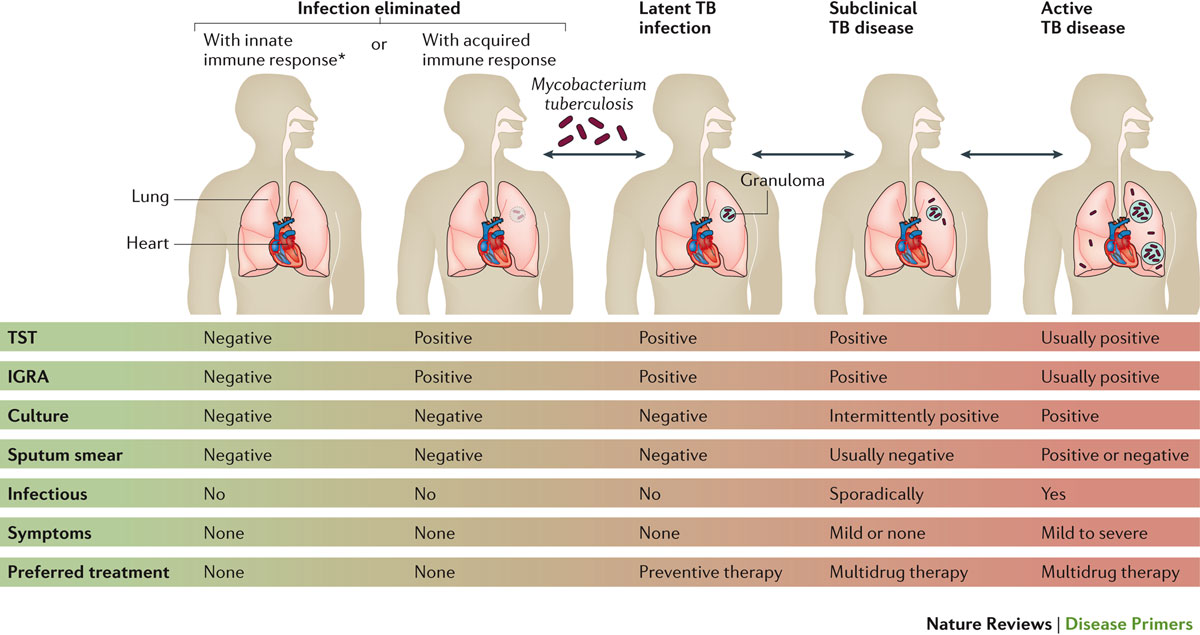 Infection eliminated
With innate
immune response*
or
With acquired
immune response
Latent TB
infection
Subclinical
TB disease
Active
TB disease
Mycobacterium
tuberculosis
Granuloma
Lung
Heart
TST Negative Positive Positive Positive Usually positive
IGRA Negative Positive Positive Positive Usually positive
Culture Negative Negative Negative Intermittently positive Positive
Sputum smear Negative Negative Negative Usually negative Positive or negative
Infectious No No No Sporadically Yes
Symptoms None None None Mild or none Mild to severe
Preferred treatment None None Preventive therapy Multidrug therapy Multidrug therapy
Nature Reviews | Disease Primers